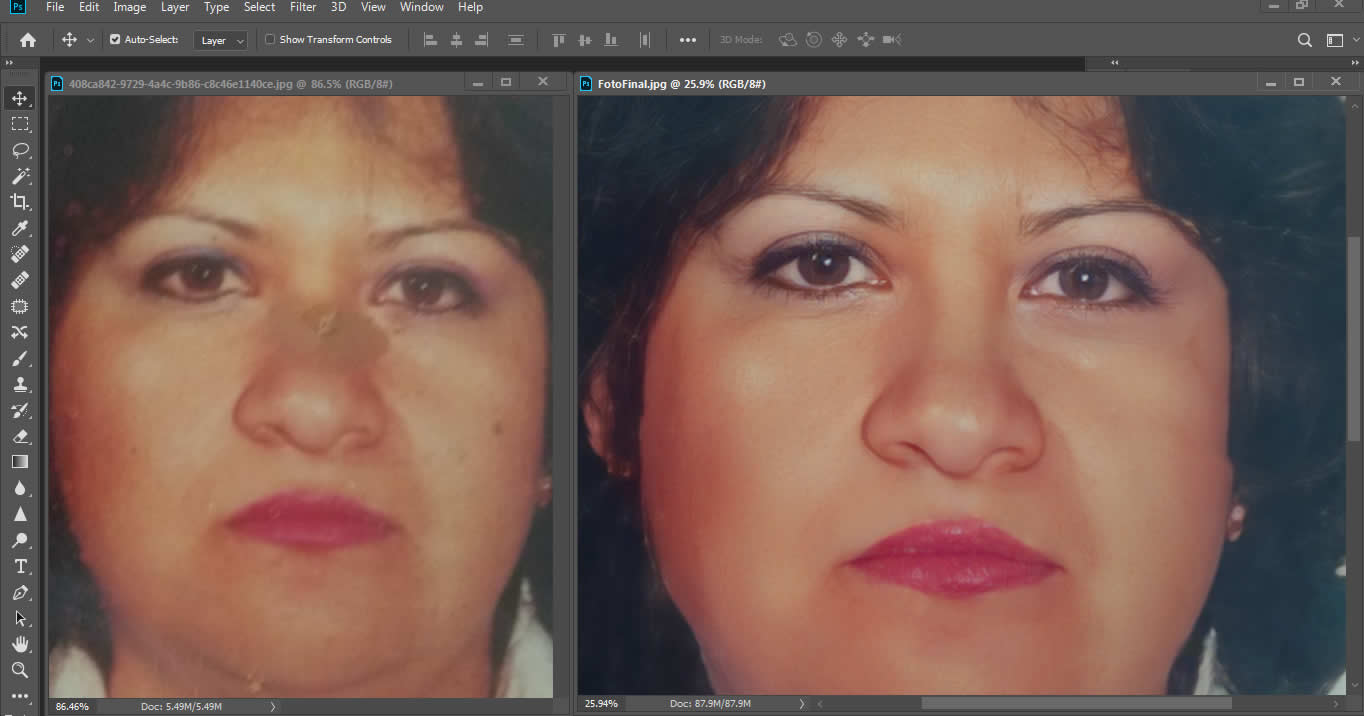 Ps File Edit Image Layer Type Select Filter 3D View Window Help
Auto-Select: Layer Show Transform Controls 3D Mode:
Ps 408ca842-9729-4a4c-9b86-c8c46e1140ce.jpg @ 86.5% (RGB/8#)
Ps FotoFinal.jpg @ 25.9% (RGB/8#)
T
86.46% Doc: 5.49M/5.49M
25.94% Doc: 87.9M/87.9M